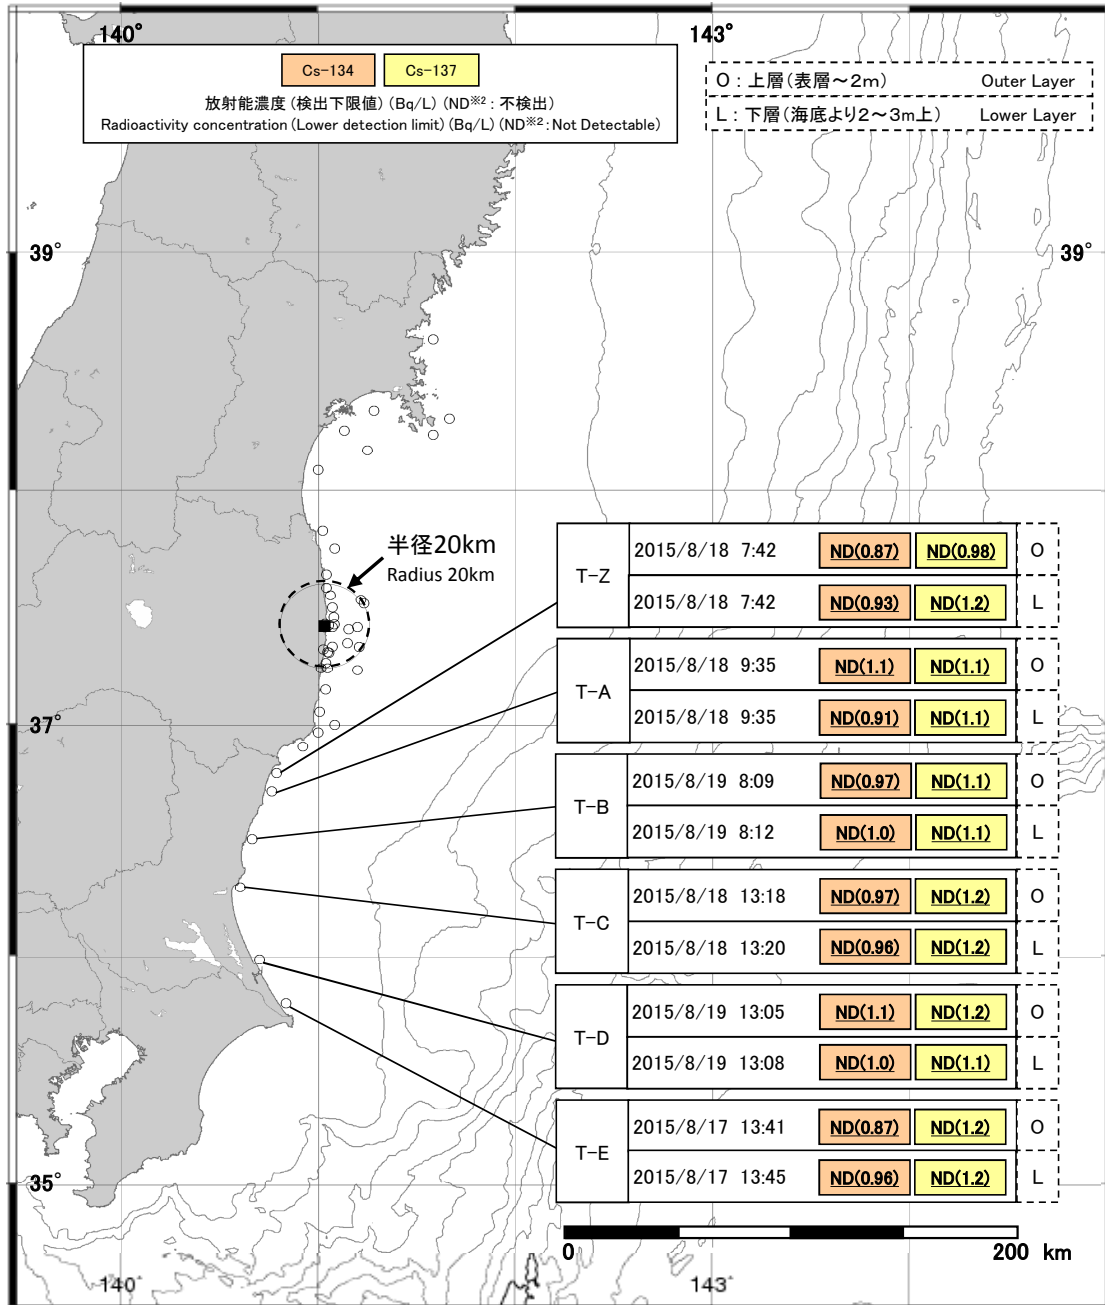 140°
143°
Cs-134
Cs-137
放射能濃度(検出下限値)(Bq/L)(ND※2:不検出)
Radioactivity concentration(Lower detection limit)(Bq/L)(ND※2:Not Detectable)
O:上層(表層～2m) Outer Layer
L:下層(海底より2～3m上) Lower Layer
39°
39°
半径20km
Radius 20km
37°
T-Z
2015/8/18 7:42 ND(0.87) ND(0.98) O
2015/8/18 7:42 ND(0.93) ND(1.2) L
T-A
2015/8/18 9:35 ND(1.1) ND(1.1) O
2015/8/18 9:35 ND(0.91) ND(1.1) L
T-B
2015/8/19 8:09 ND(0.97) ND(1.1) O
2015/8/19 8:12 ND(1.0) ND(1.1) L
T-C
2015/8/18 13:18 ND(0.97) ND(1.2) O
2015/8/18 13:20 ND(0.96) ND(1.2) L
T-D
2015/8/19 13:05 ND(1.1) ND(1.2) O
2015/8/19 13:08 ND(1.0) ND(1.1) L
T-E
2015/8/17 13:41 ND(0.87) ND(1.2) O
2015/8/17 13:45 ND(0.96) ND(1.2) L
35°
0 200 km
140°
143°